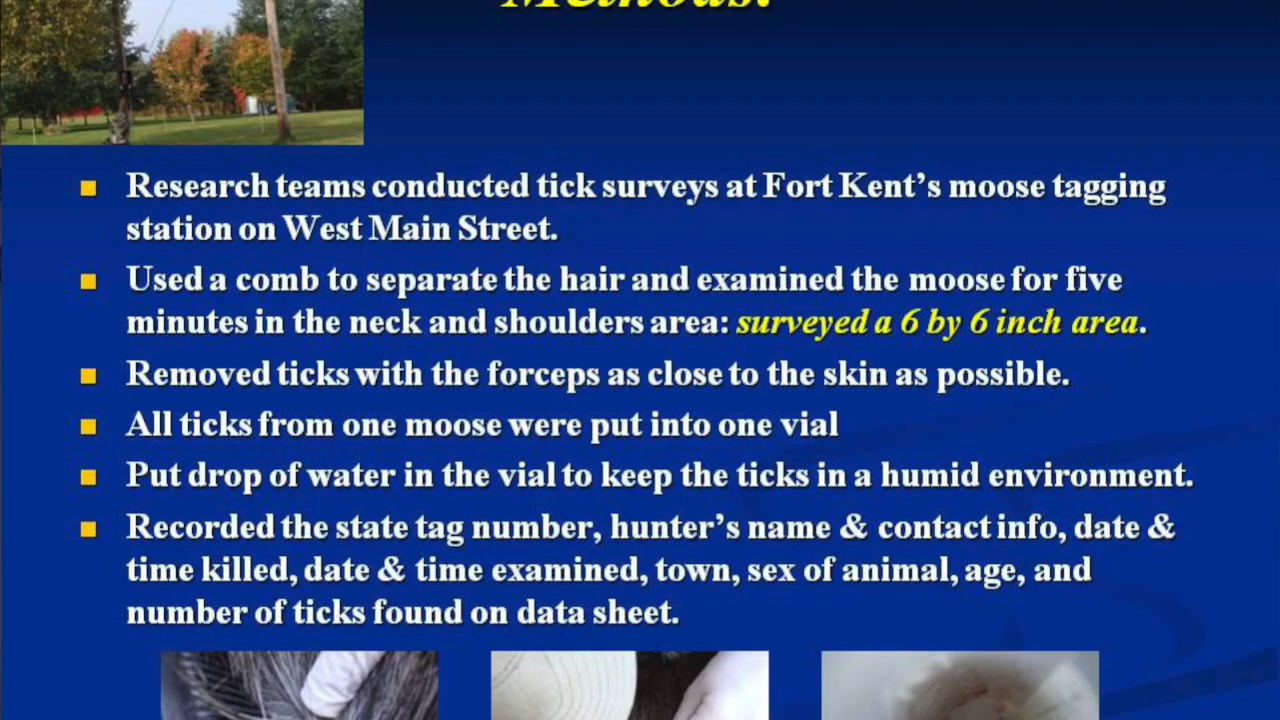 Methods:
Research teams conducted tick surveys at Fort Kent's moose tagging
station on West Main Street.
Used a comb to separate the hair and examined the moose for five
minutes in the neck and shoulders area: surveyed a 6 by 6 inch area.
Removed ticks with the forceps as close to the skin as possible.
All ticks from one moose were put into one vial
Put drop of water in the vial to keep the ticks in a humid environment.
Recorded the state tag number, hunter's name & contact info, date &
time killed, date & time examined, town, sex of animal, age, and
number of ticks found on data sheet.